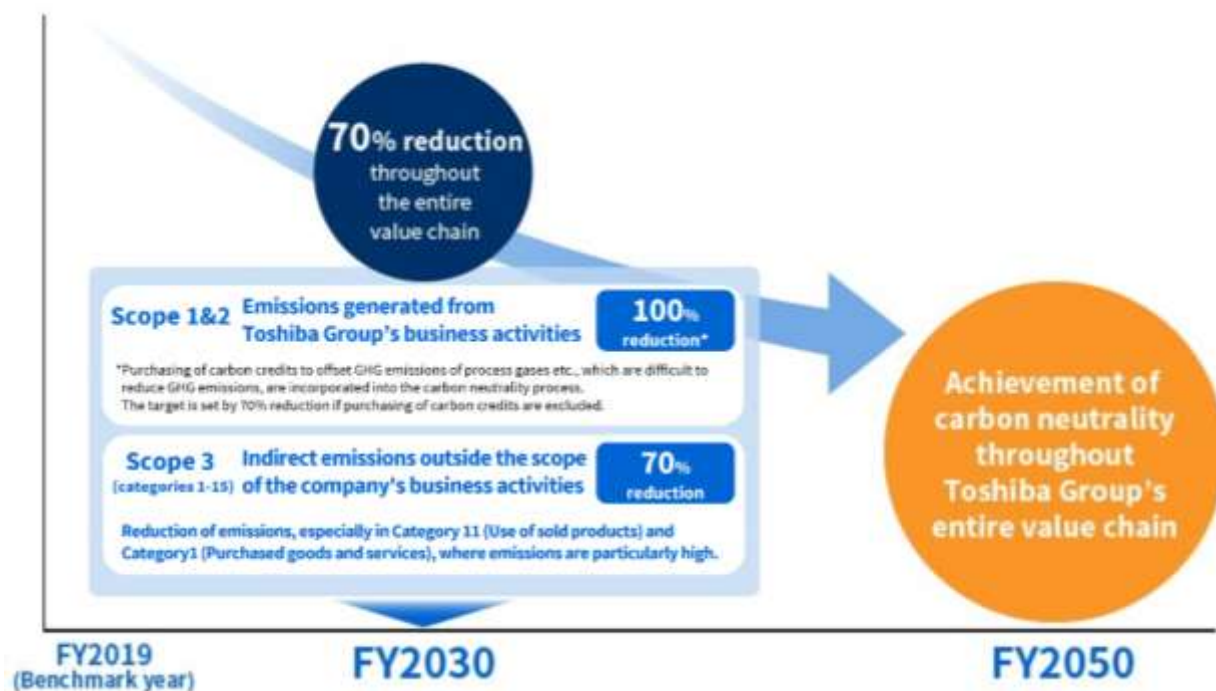 70% reduction
throughout
the entire
value chain
Scope 1&2
Emissions generated from
Toshiba Group's business activities
100%
reduction*
*Purchasing of carbon credits to offset GHG emissions of process gases etc., which are difficult to
reduce GHG emissions, are incorporated into the carbon neutrality process.
The target is set by 70% reduction if purchasing of carbon credits are excluded.
Scope 3
(categories 1-15)
Indirect emissions outside the scope
of the company's business activities
70%
reduction
Reduction of emissions, especially in Category 11 (Use of sold products) and
Category1 (Purchased goods and services), where emissions are particularly high.
Achievement of
carbon neutrality
throughout
Toshiba Group's
entire value chain
FY2019
(Benchmark year)
FY2030
FY2050